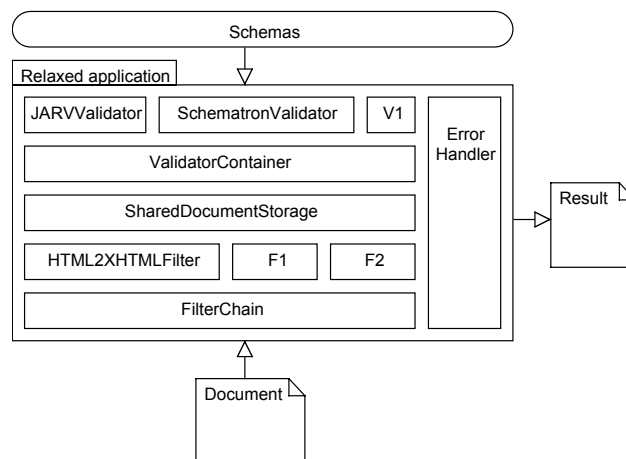 Schemas
Relaxed application
JARVValidator
SchematronValidator
V1
Error
Handler
ValidatorContainer
SharedDocumentStorage
HTML2XHTMLFilter
F1
F2
FilterChain
Result
Document